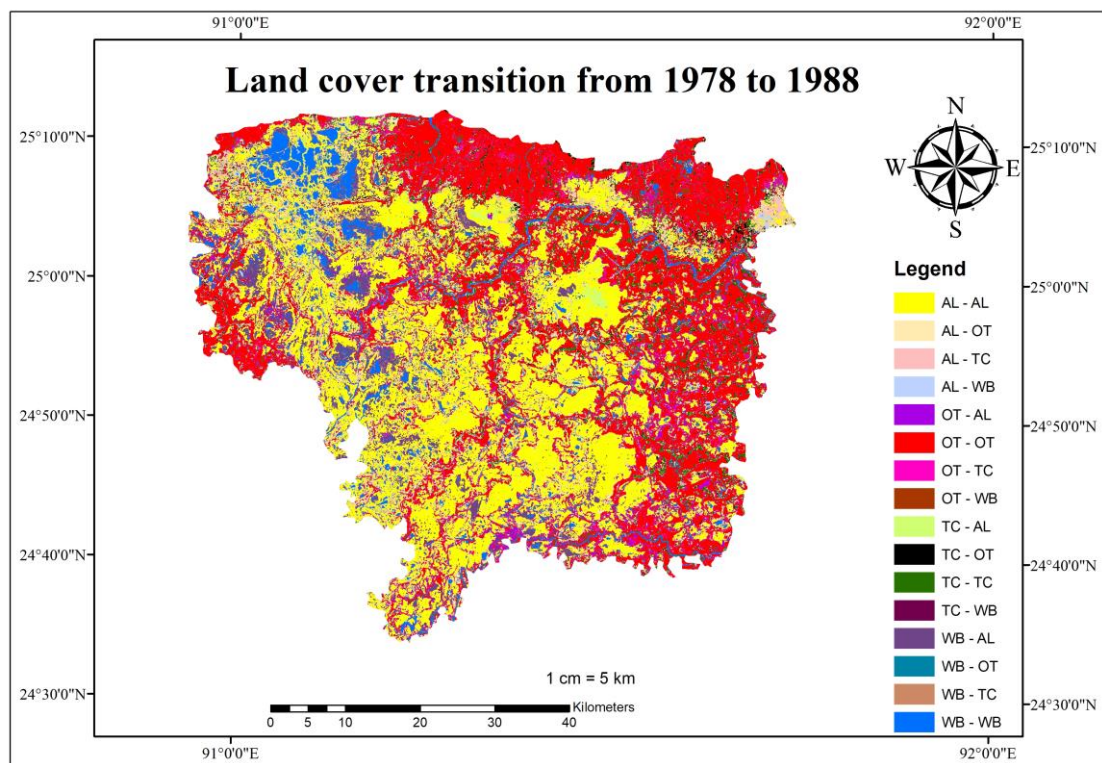 91°0'0"E
92°0'0"E
Land cover transition from 1978 to 1988
N
W
E
S
25°10'0"N
25°10'0"N
25°0'0"N
25°0'0"N
24°50'0"N
24°50'0"N
24°40'0"N
24°40'0"N
24°30'0"N
24°30'0"N
Legend
AL - AL
AL - OT
AL - TC
AL - WB
OT - AL
OT - OT
OT - TC
OT - WB
TC - AL
TC - OT
TC - TC
TC - WB
WB - AL
WB - OT
WB - TC
WB - WB
1 cm = 5 km
Kilometers
0 5 10 20 30 40
91°0'0"E
92°0'0"E